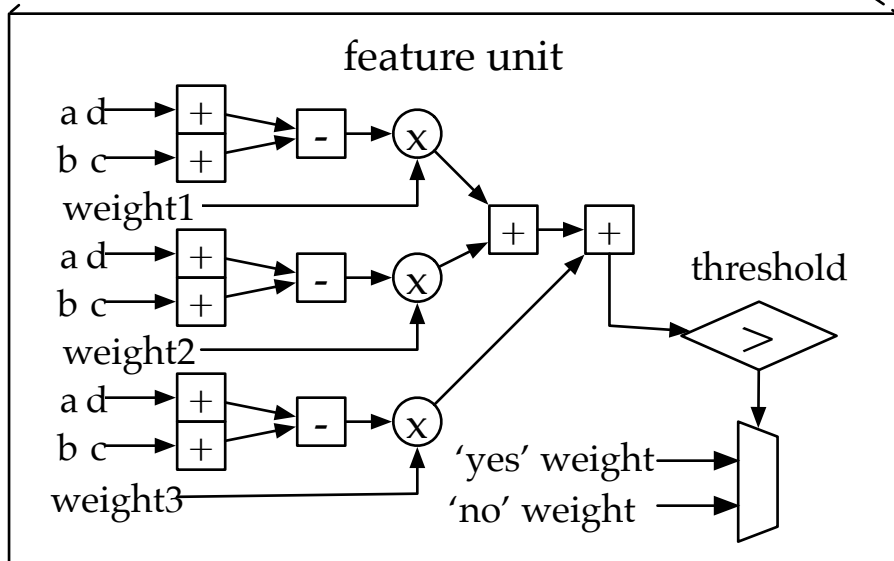 feature unit
a d +
b c +
-
x
weight1
a d +
b c +
-
x
weight2
a d +
b c +
-
x
weight3
+
+
threshold
>
'yes' weight
'no' weight